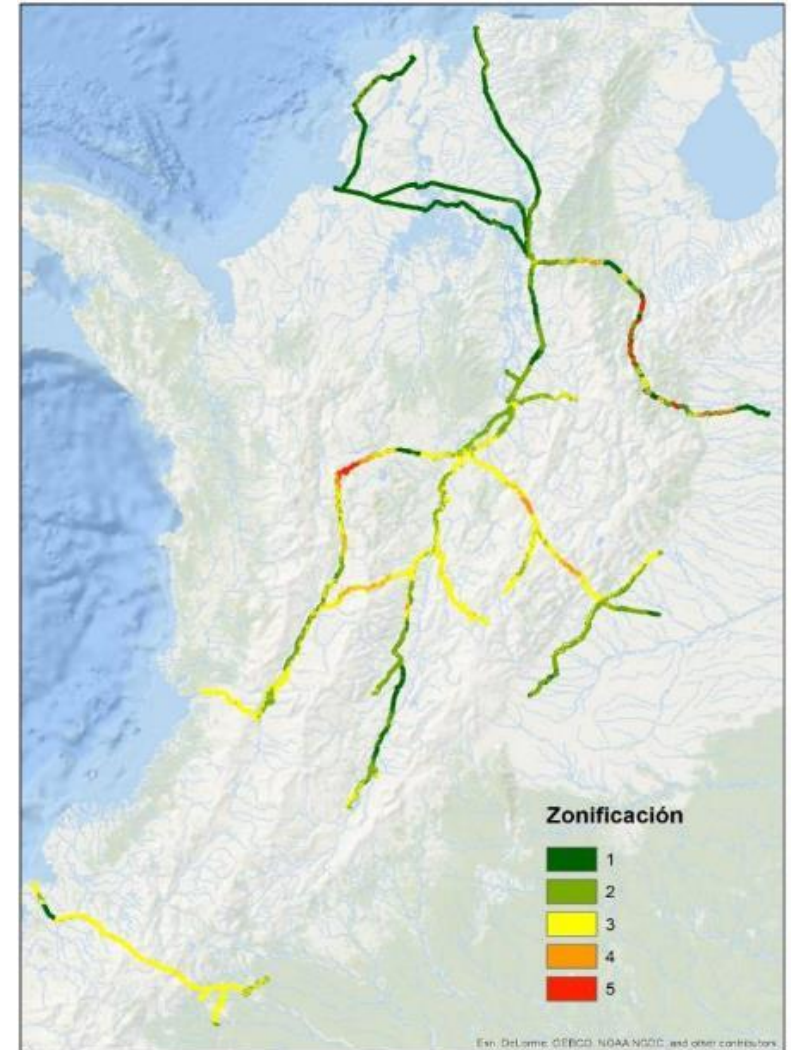 Zonificación
1
2
3
4
5
Esri, DeLorme, GEBCO, NOAA NGDC, and other contributors